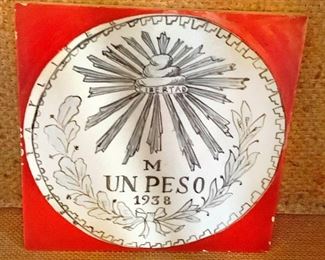 LIBERTAD
M
UN PESO
1938